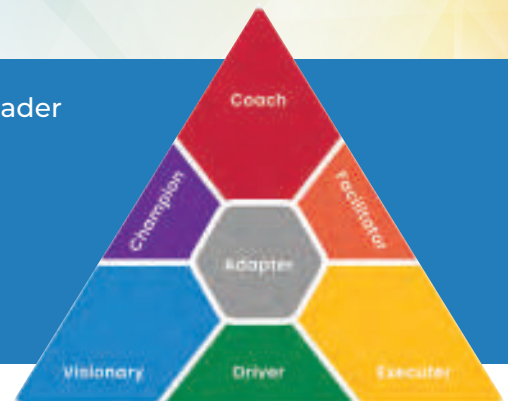 ader
Coach
Champion
Facilitator
Adapter
Visionary
Driver
Executer